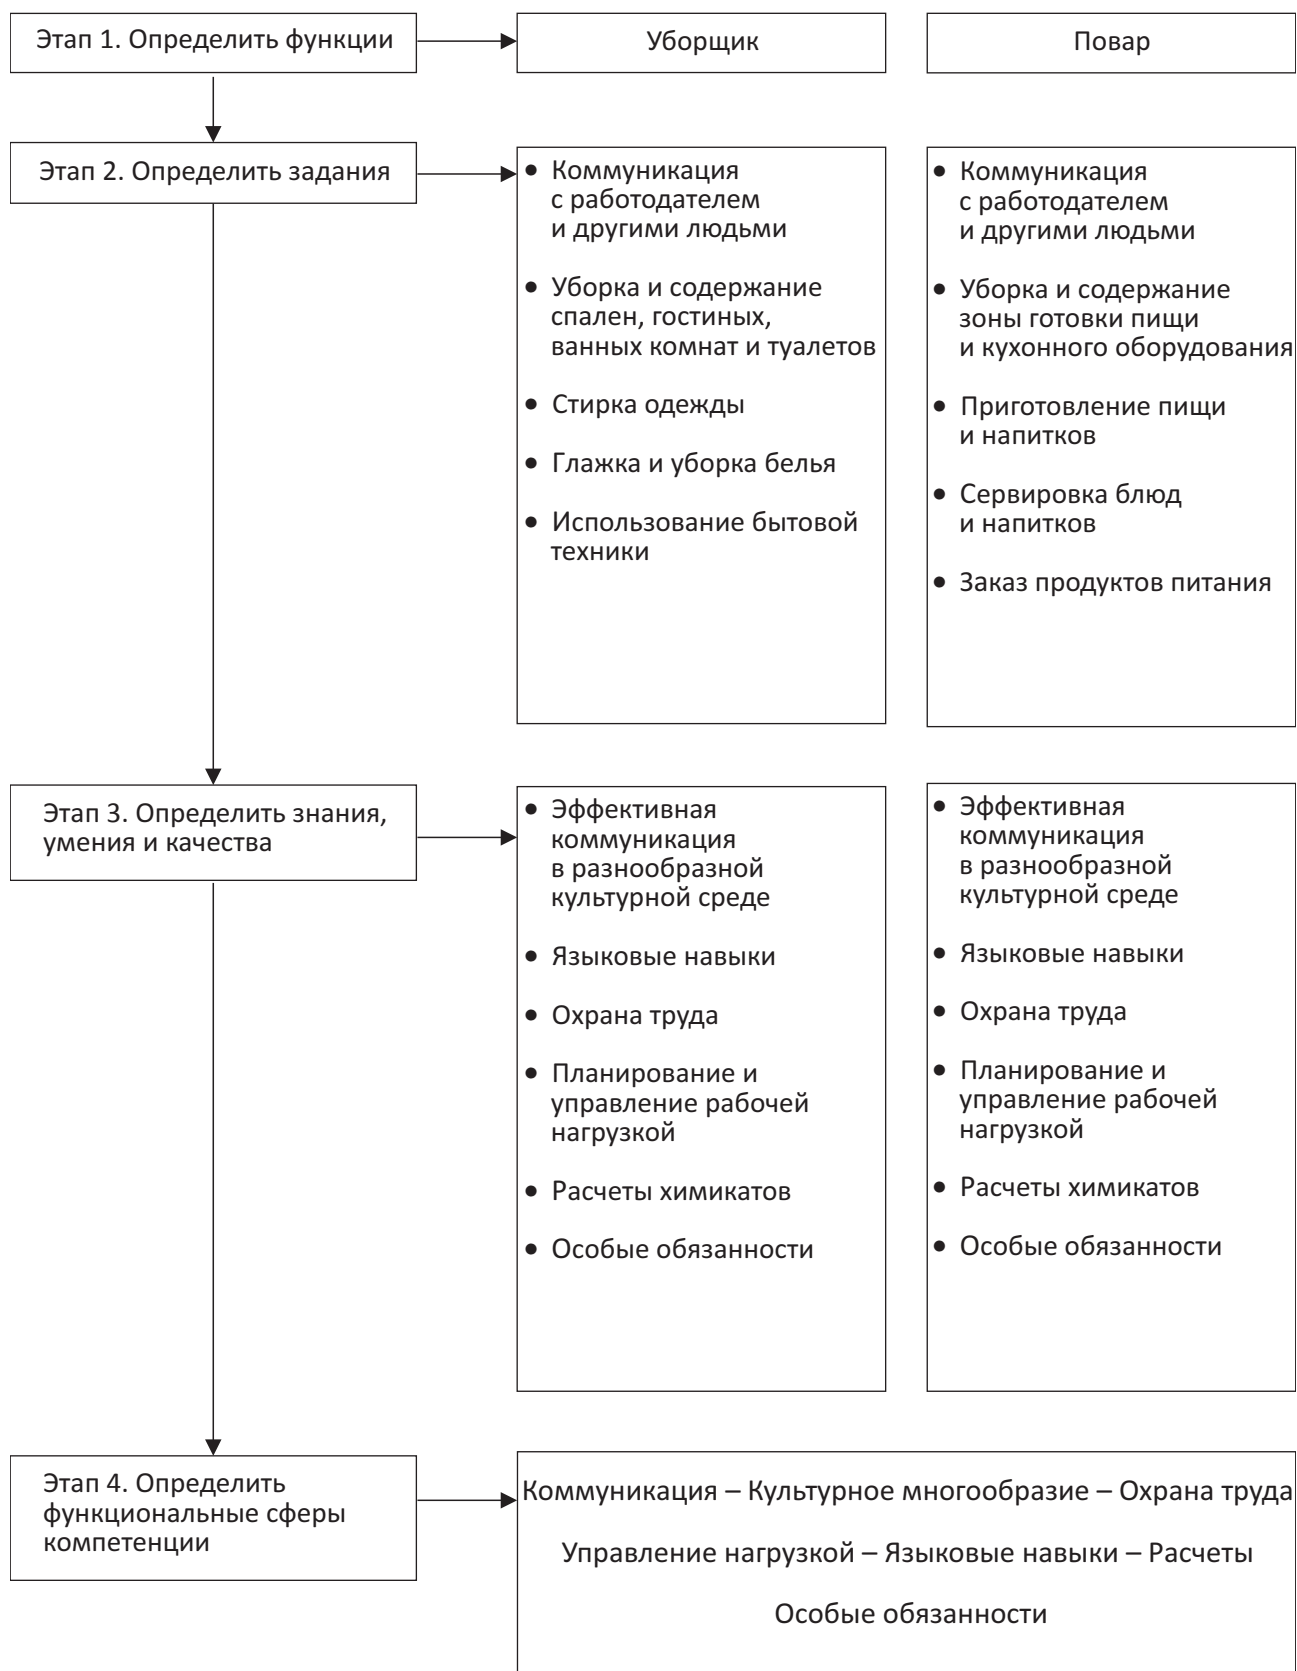 Этап 1. Определить функции
Уборщик
Повар
Этап 2. Определить задания
• Коммуникация
с работодателем
и другими людьми
• Уборка и содержание
спален, гостиных,
ванных комнат и туалетов
• Стирка одежды
• Глажка и уборка белья
• Использование бытовой
техники
• Коммуникация
с работодателем
и другими людьми
• Уборка и содержание
зоны готовки пищи
и кухонного оборудования
• Приготовление пищи
и напитков
• Сервировка блюд
и напитков
• Заказ продуктов питания
Этап 3. Определить знания,
умения и качества
• Эффективная
коммуникация
в разнообразной
культурной среде
• Языковые навыки
• Охрана труда
• Планирование и
управление рабочей
нагрузкой
• Расчеты химикатов
• Особые обязанности
• Эффективная
коммуникация
в разнообразной
культурной среде
• Языковые навыки
• Охрана труда
• Планирование и
управление рабочей
нагрузкой
• Расчеты химикатов
• Особые обязанности
Этап 4. Определить
функциональные сферы
компетенции
Коммуникация – Культурное многообразие – Охрана труда
Управление нагрузкой – Языковые навыки – Расчеты
Особые обязанности